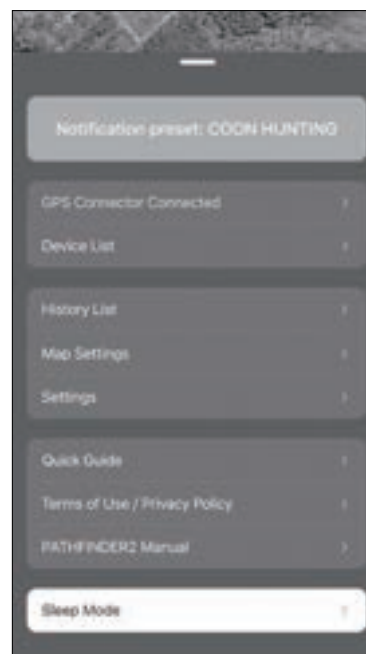 Notification preset: COON HUNTING
GPS Connector Connected
Device List
History List
Map Settings
Settings
Quick Guide
Terms of Use / Privacy Policy
PATHFINDER2 Manual
Sleep Mode